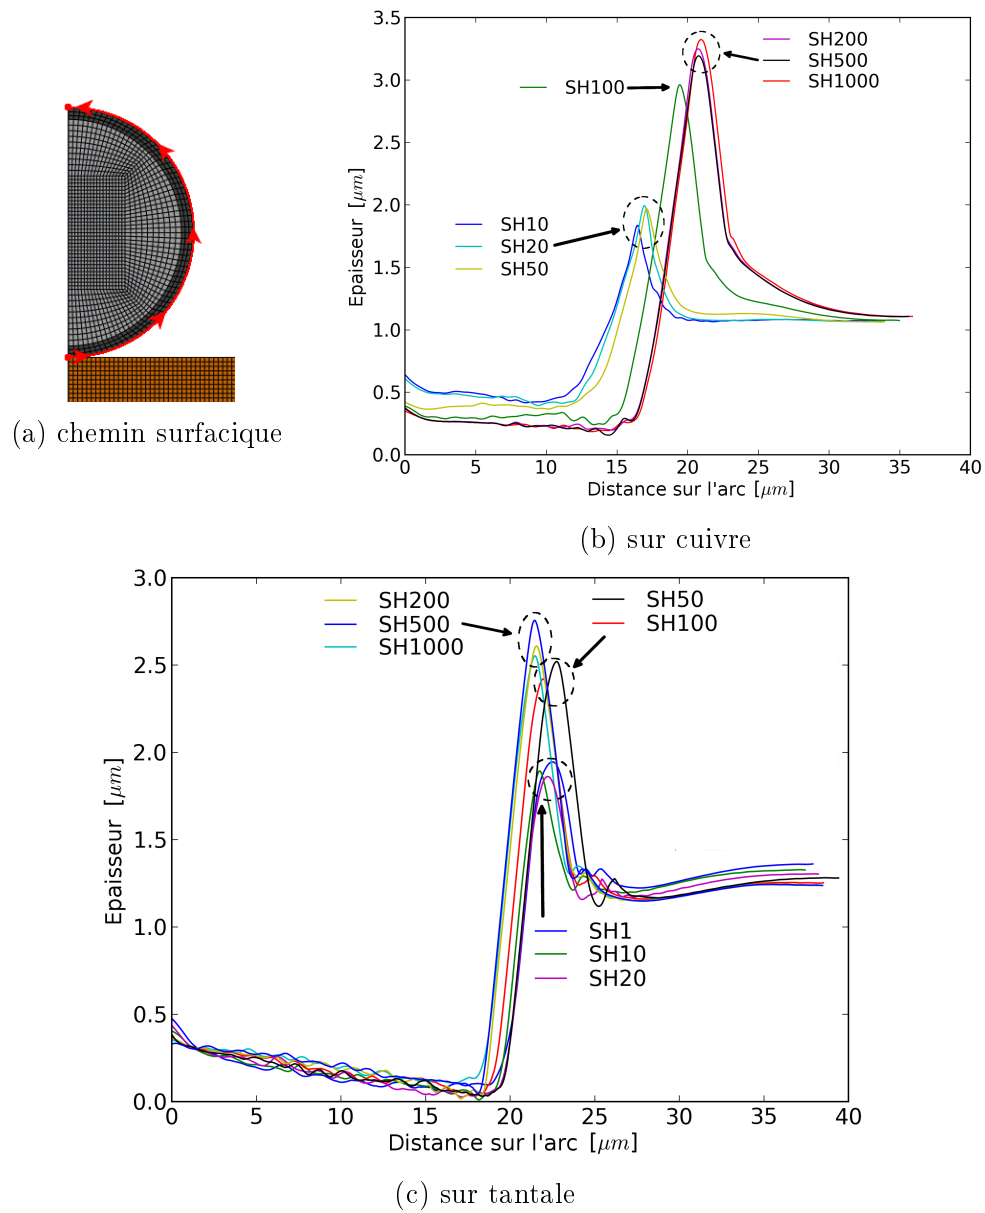 (a) chemin surfacique
3.5
3.0
2.5
2.0
1.5
1.0
0.5
0.0
Epaisseur [μm]
SH100
SH200
SH500
SH1000
SH10
SH20
SH50
0 5 10 15 20 25 30 35 40
Distance sur l'arc [μm]
(b) sur cuivre
3.0
2.5
2.0
1.5
1.0
0.5
0.0
Epaisseur [μm]
SH200
SH500
SH1000
SH50
SH100
SH1
SH10
SH20
0 5 10 15 20 25 30 35 40
Distance sur l'arc [μm]
(c) sur tantale